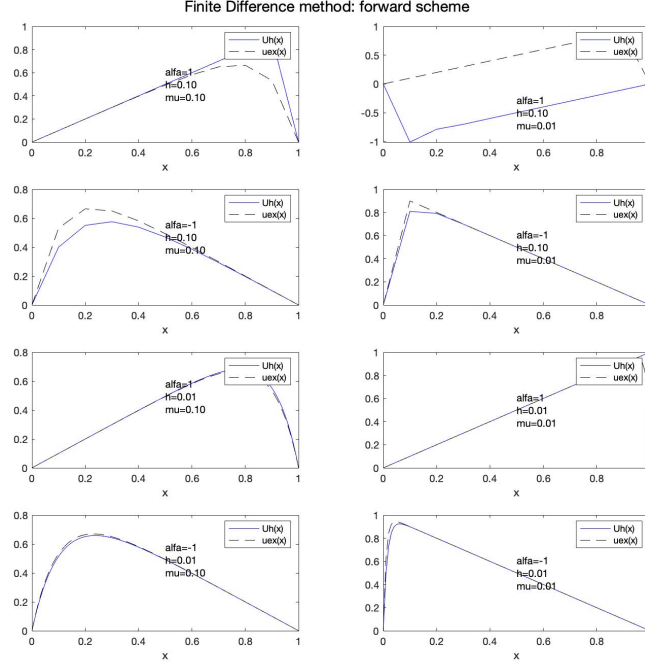 Finite Difference method: forward scheme
1
0.8
0.6
0.4
0.2
0
Uh(x)
uex(x)
alfa=1
h=0.10
mu=0.10
0 0.2 0.4 0.6 0.8 1
x
1
0.5
0
-0.5
-1
Uh(x)
uex(x)
alfa=1
h=0.10
mu=0.01
0 0.2 0.4 0.6 0.8
x
0.8
0.6
0.4
0.2
0
Uh(x)
uex(x)
alfa=-1
h=0.10
mu=0.10
0 0.2 0.4 0.6 0.8 1
x
1
0.8
0.6
0.4
0.2
0
Uh(x)
uex(x)
alfa=-1
h=0.10
mu=0.01
0 0.2 0.4 0.6 0.8
x
0.8
0.6
0.4
0.2
0
Uh(x)
uex(x)
alfa=1
h=0.01
mu=0.10
0 0.2 0.4 0.6 0.8 1
x
1
0.8
0.6
0.4
0.2
0
Uh(x)
uex(x)
alfa=1
h=0.01
mu=0.01
0 0.2 0.4 0.6 0.8
x
0.8
0.6
0.4
0.2
0
Uh(x)
uex(x)
alfa=-1
h=0.01
mu=0.10
0 0.2 0.4 0.6 0.8 1
x
1
0.8
0.6
0.4
0.2
0
Uh(x)
uex(x)
alfa=-1
h=0.01
mu=0.01
0 0.2 0.4 0.6 0.8
x